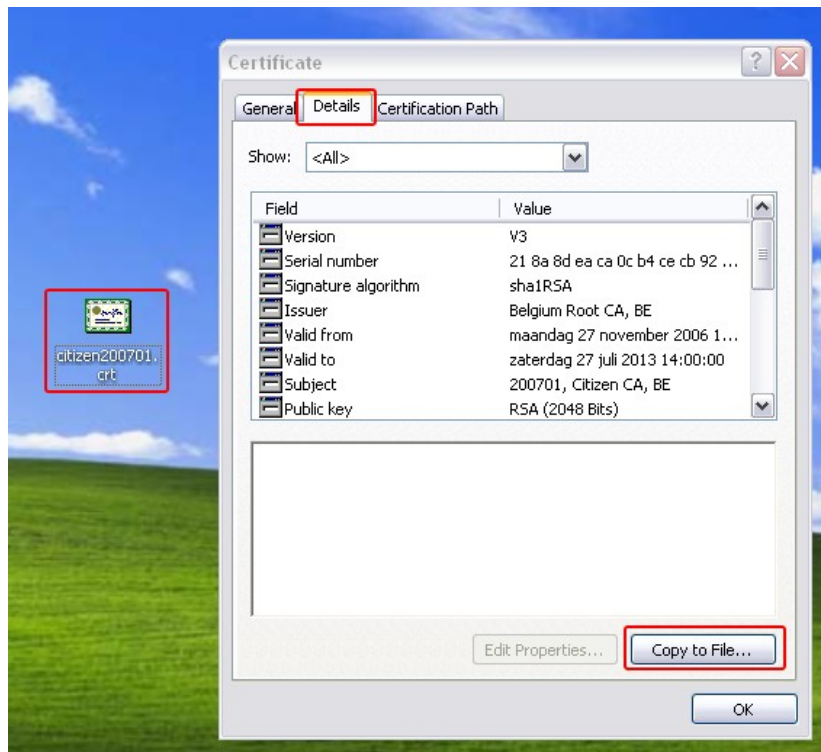 Certificate
General Details Certification Path
Show: <All>
Field Value
Version V3
Serial number 21 8a 8d ea ca 0c b4 ce cb 92 ...
Signature algorithm sha1RSA
Issuer Belgium Root CA, BE
Valid from maandag 27 november 2006 1...
Valid to zaterdag 27 juli 2013 14:00:00
Subject 200701, Citizen CA, BE
Public key RSA (2048 Bits)
citizen200701.
crt
Edit Properties... Copy to File...
OK